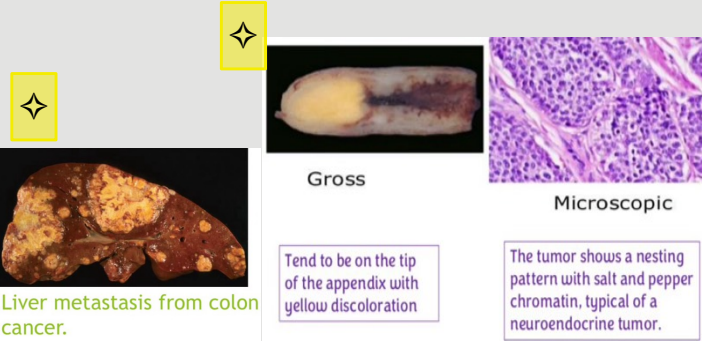 Gross
Microscopic
Tend to be on the tip
of the appendix with
yellow discoloration
The tumor shows a nesting
pattern with salt and pepper
chromatin, typical of a
neuroendocrine tumor.
Liver metastasis from colon
cancer.